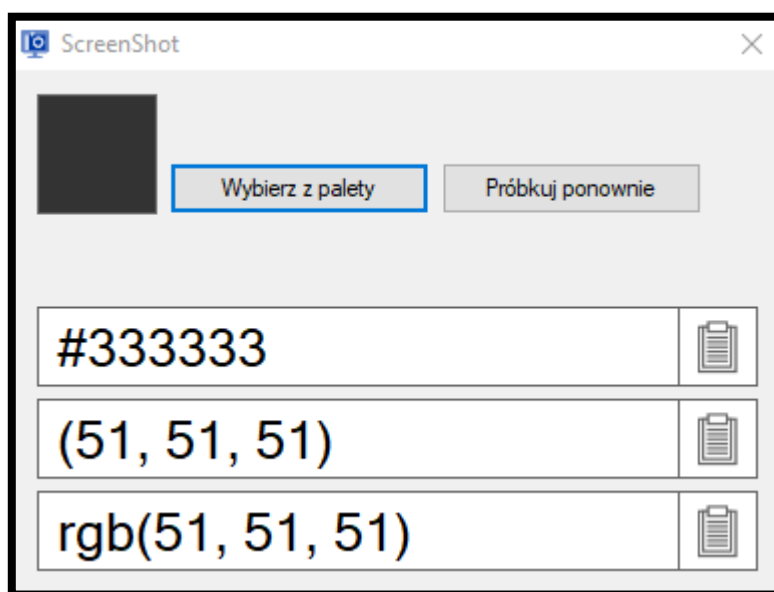 ScreenShot
Wybierz z palety
Próbkuj ponownie
#333333
(51, 51, 51)
rgb(51, 51, 51)